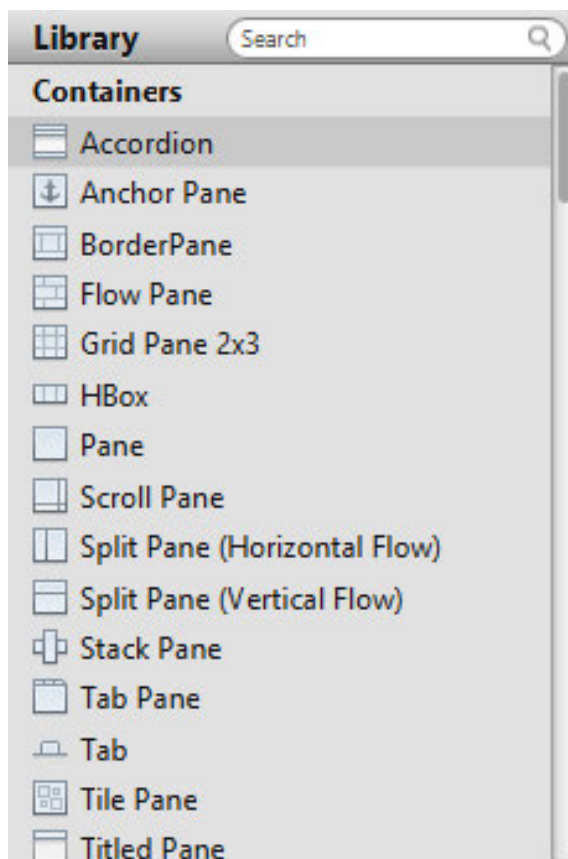 Library
Search
Containers
Accordion
Anchor Pane
BorderPane
Flow Pane
Grid Pane 2x3
HBox
Pane
Scroll Pane
Split Pane (Horizontal Flow)
Split Pane (Vertical Flow)
Stack Pane
Tab Pane
Tab
Tile Pane
Titled Pane